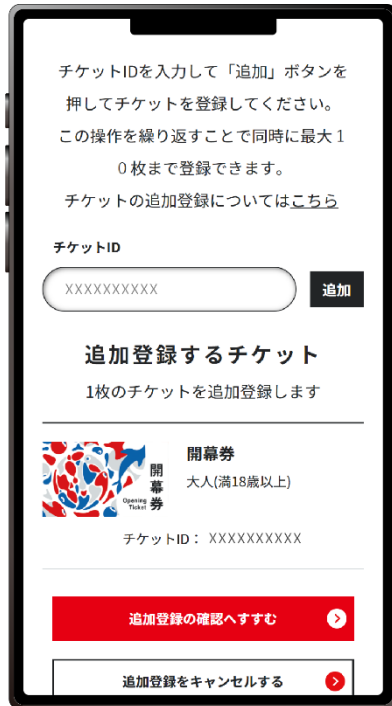 チケットIDを入力して「追加」ボタンを
押してチケットを登録してください。
この操作を繰り返すことで同時に最大１
０枚まで登録できます。
チケットの追加登録についてはこちら
チケットID
XXXXXXXXXX
追加
追加登録するチケット
1枚のチケットを追加登録します
開幕券
Opening
Ticket
開幕券
大人(満18歳以上)
チケットID： XXXXXXXXXX
追加登録の確認へすすむ
追加登録をキャンセルする